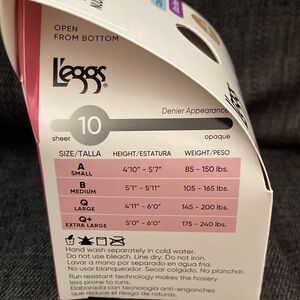 OPEN
FROM BOTTOM
L'eggs®
10
Denier Appearance
sheer
opaque
SIZE/TALLA HEIGHT/ESTATURA WEIGHT/PESO
A
SMALL 4'10" - 5'7" 85 - 150 lbs.
B
MEDIUM 5'1" - 5'11" 105 - 165 lbs.
Q
LARGE 4'11" - 6'0" 145 - 200 lbs.
Q+
EXTRA LARGE 5'0" - 6'0" 175 - 240 lbs.
Hand wash separately in cold water.
Do not use bleach. Line dry. Do not iron.
Lavar a mano por separado en agua fría.
No usar blanqueador. Secar colgado. No planchar.
Run resistant technology makes the hosiery
less prone to runs.
Elaborada con tecnología anti-enganches
que reduce el riesgo de roturas.